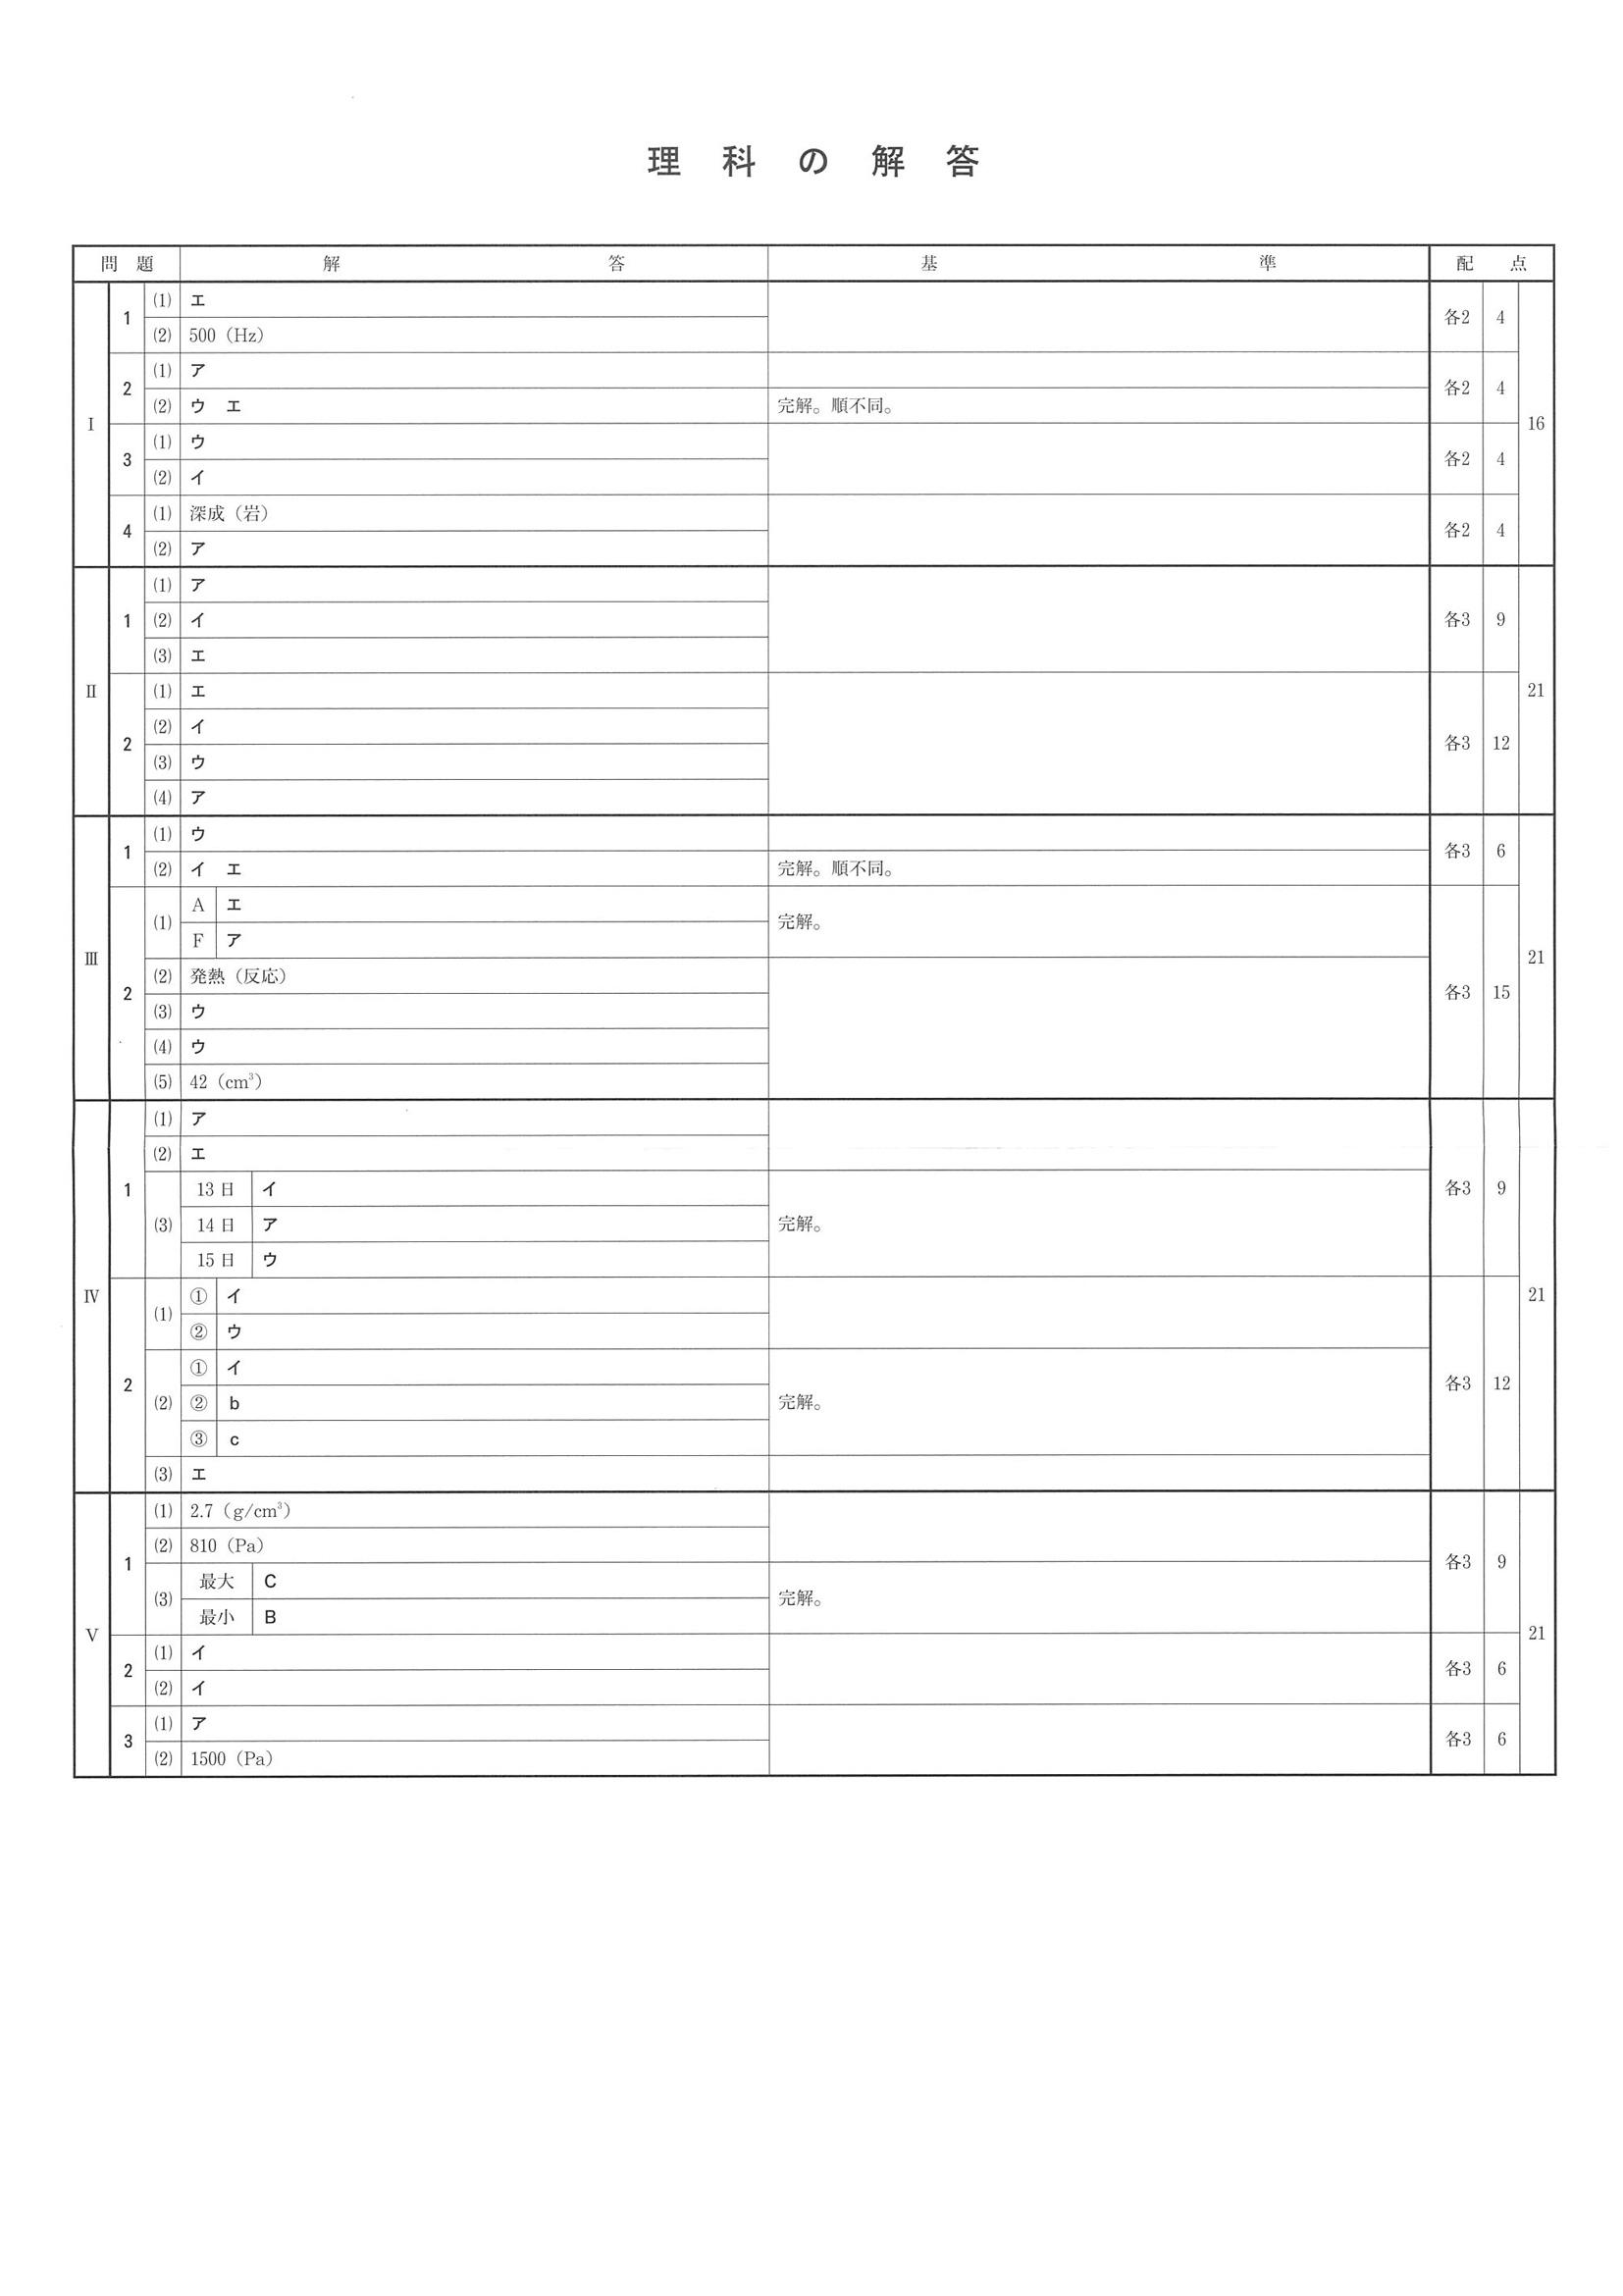 理科の解答
問題 解答 基準 配点
Ⅰ 1 (1) エ 各2 4 16
(2) 500（Hz）
2 (1) ア 各2 4
(2) ウ エ 完解。順不同。
3 (1) ウ 各2 4
(2) イ
4 (1) 深成（岩） 各2 4
(2) ア
Ⅱ 1 (1) ア 各3 9 21
(2) イ
(3) エ
2 (1) エ 各3 12
(2) イ
(3) ウ
(4) ア
Ⅲ 1 (1) ウ 各3 6 21
(2) イ エ 完解。順不同。
2 (1) A エ 完解。 各3 15
F ア
(2) 発熱（反応）
(3) ウ
(4) ウ
(5) 42（cm³）
Ⅳ 1 (1) ア 各3 9 21
(2) エ
(3) 13日 イ 完解。
14日 ア
15日 ウ
2 (1) ① イ 各3 12
② ウ
(2) ① イ 完解。
② b
③ c
(3) エ
Ⅴ 1 (1) 2.7（g/cm³） 各3 9 21
(2) 810（Pa）
(3) 最大 C 完解。
最小 B
2 (1) イ 各3 6
(2) イ
3 (1) ア 各3 6
(2) 1500（Pa）